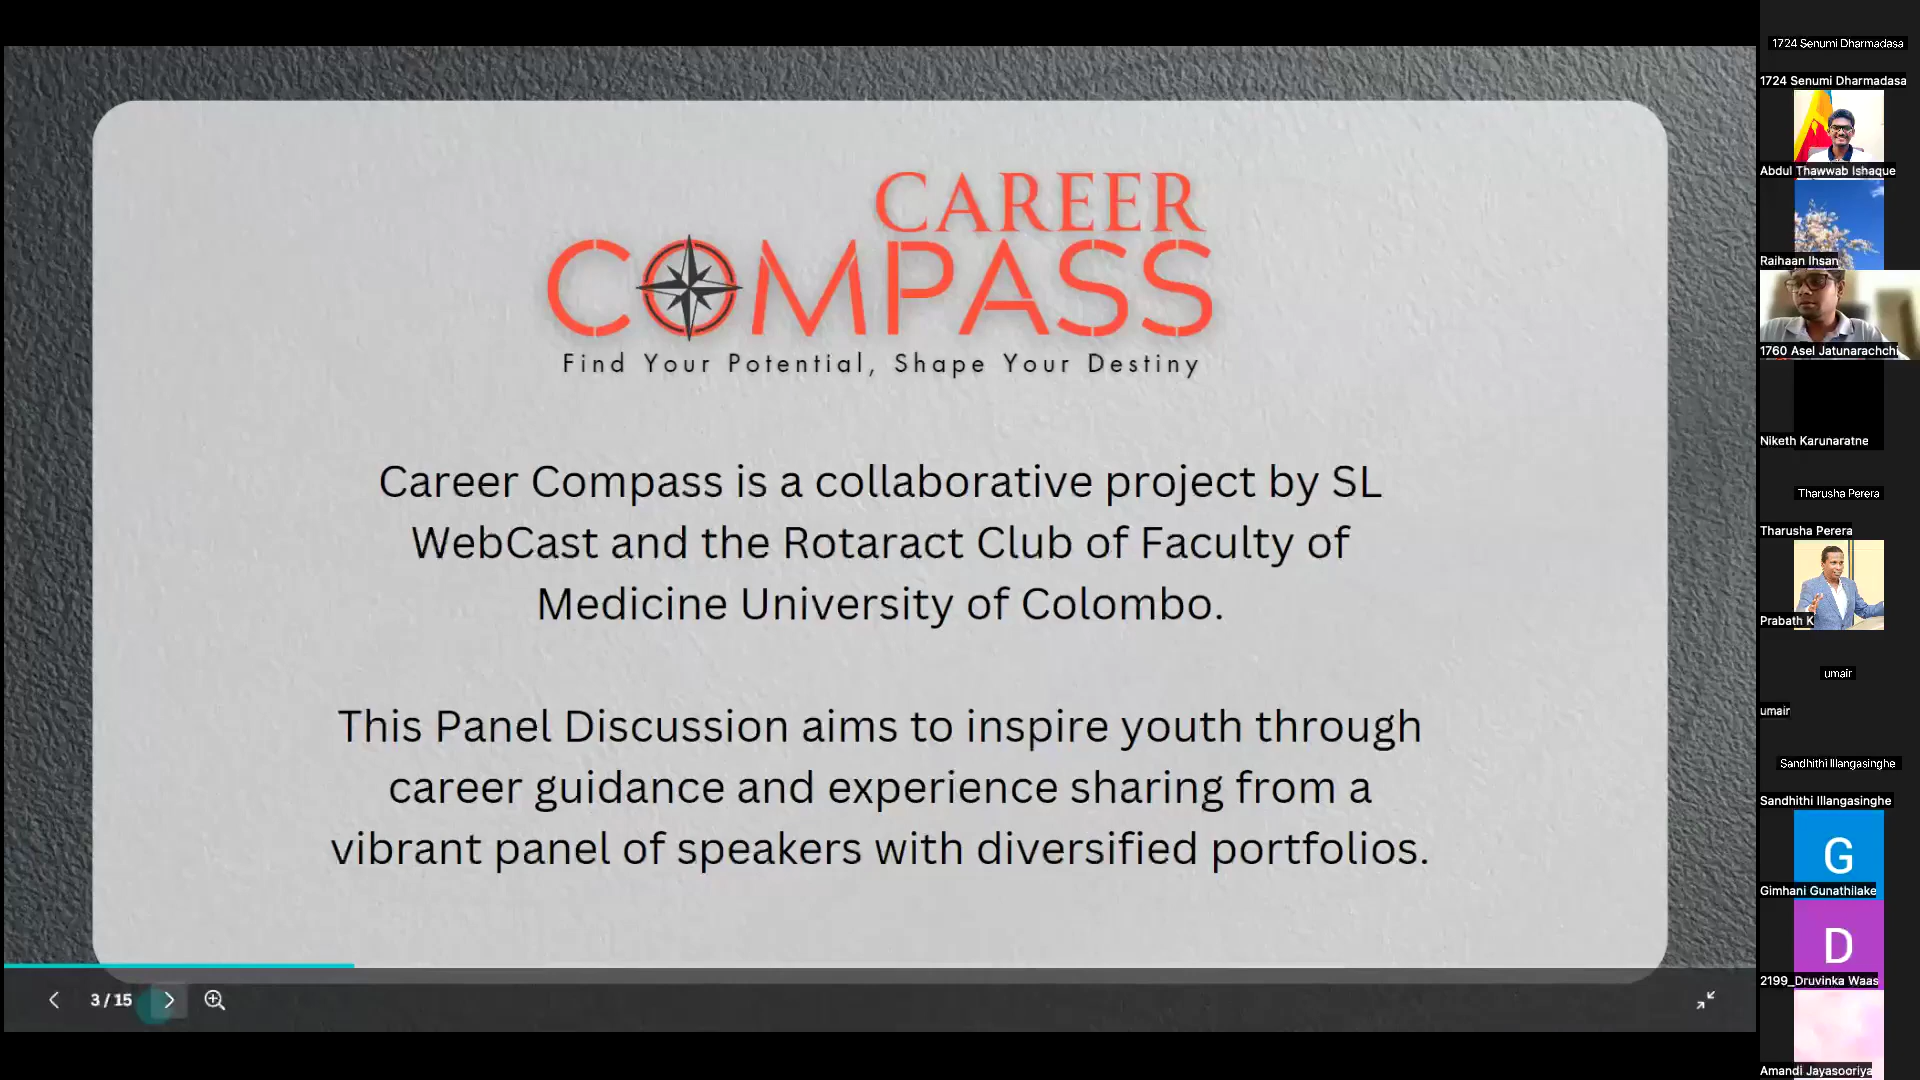 CAREER
COMPASS
Find Your Potential, Shape Your Destiny
Career Compass is a collaborative project by SL
WebCast and the Rotaract Club of Faculty of
Medicine University of Colombo.
This Panel Discussion aims to inspire youth through
career guidance and experience sharing from a
vibrant panel of speakers with diversified portfolios.
3 / 15
1724 Senumi Dharmadasa
1724 Senumi Dharmadasa
Abdul Thawwab Ishaque
Raihaan Ihsan
1760 Asel Jatunarachchi
Niketh Karunaratne
Tharusha Perera
Tharusha Perera
Prabath K
umair
umair
Sandhithi Illangasinghe
Sandhithi Illangasinghe
G
Gimhani Gunathilake
D
2199_Druvinka Waas
Amandi Jayasooriya